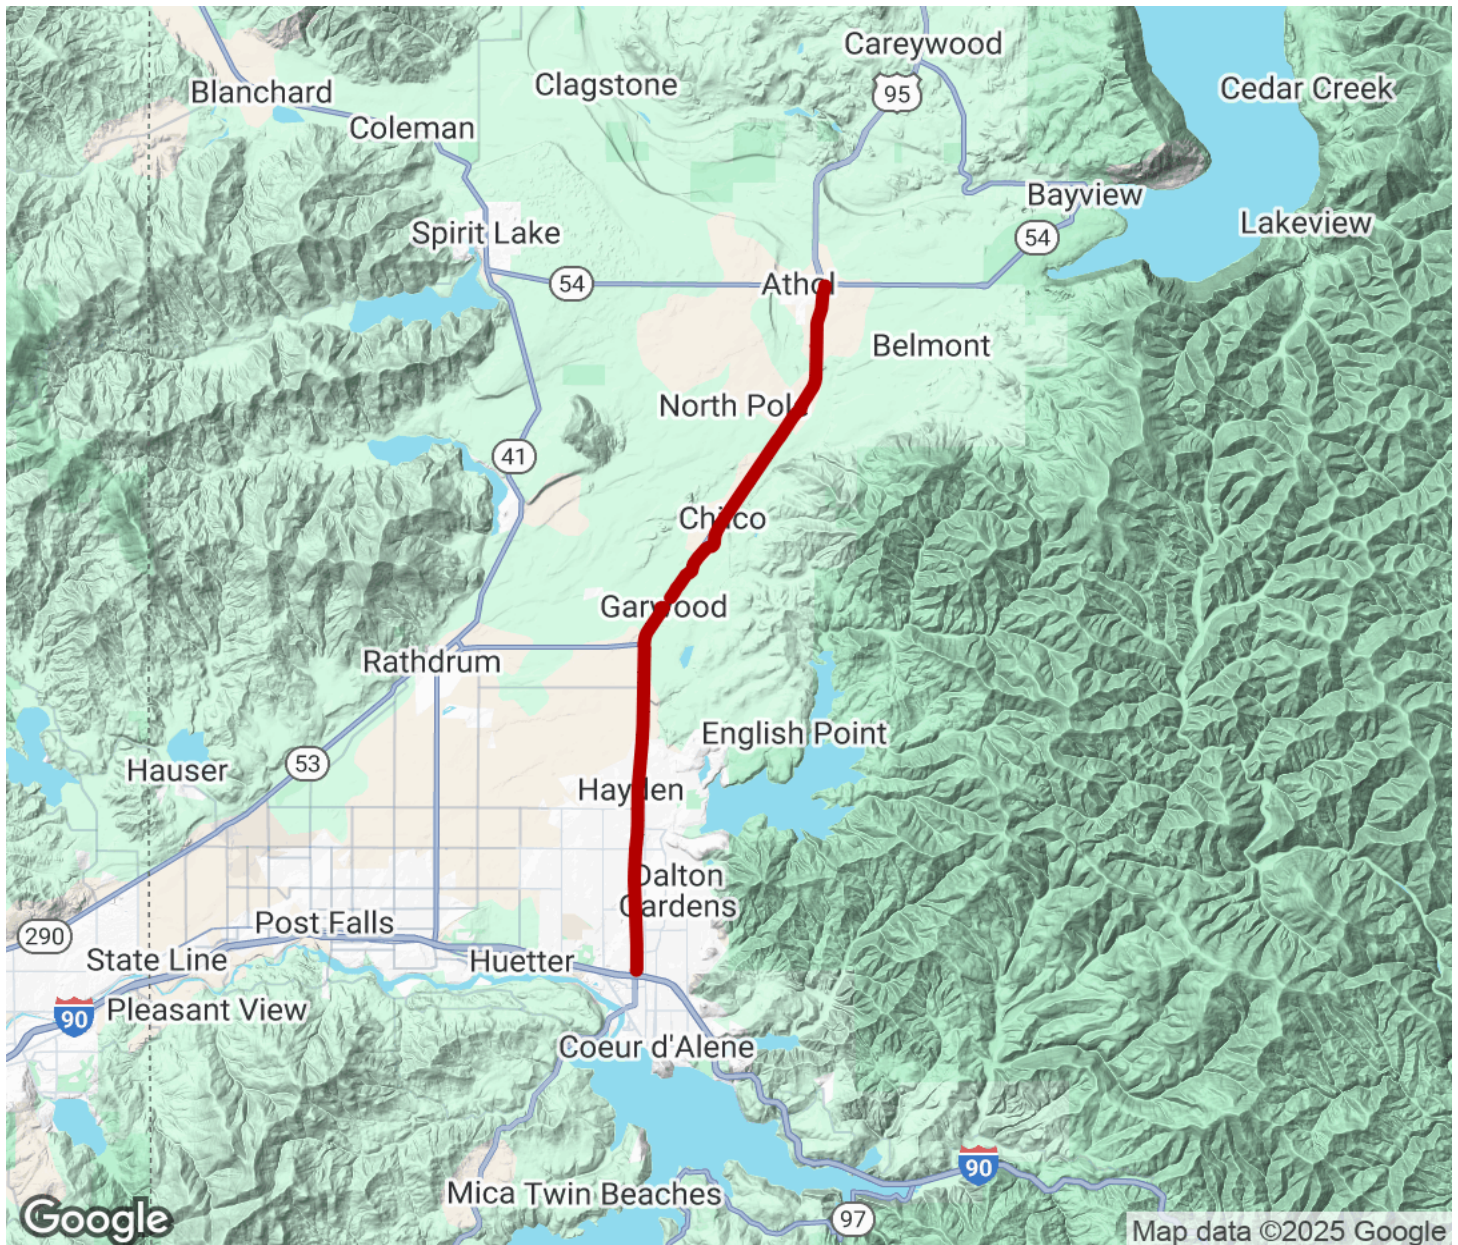 Careywood
Clagstone
Cedar Creek
Blanchard
95
Coleman
Bayview
Lakeview
Spirit Lake
54
54
Athol
Belmont
North Pole
41
Chilco
Garwood
Rathdrum
English Point
53
Hauser
Hayden
Dalton
Gardens
Post Falls
290
State Line
Huetter
90
Pleasant View
Coeur d'Alene
90
Mica
Twin Beaches
97
Google
Map data ©2025 Google